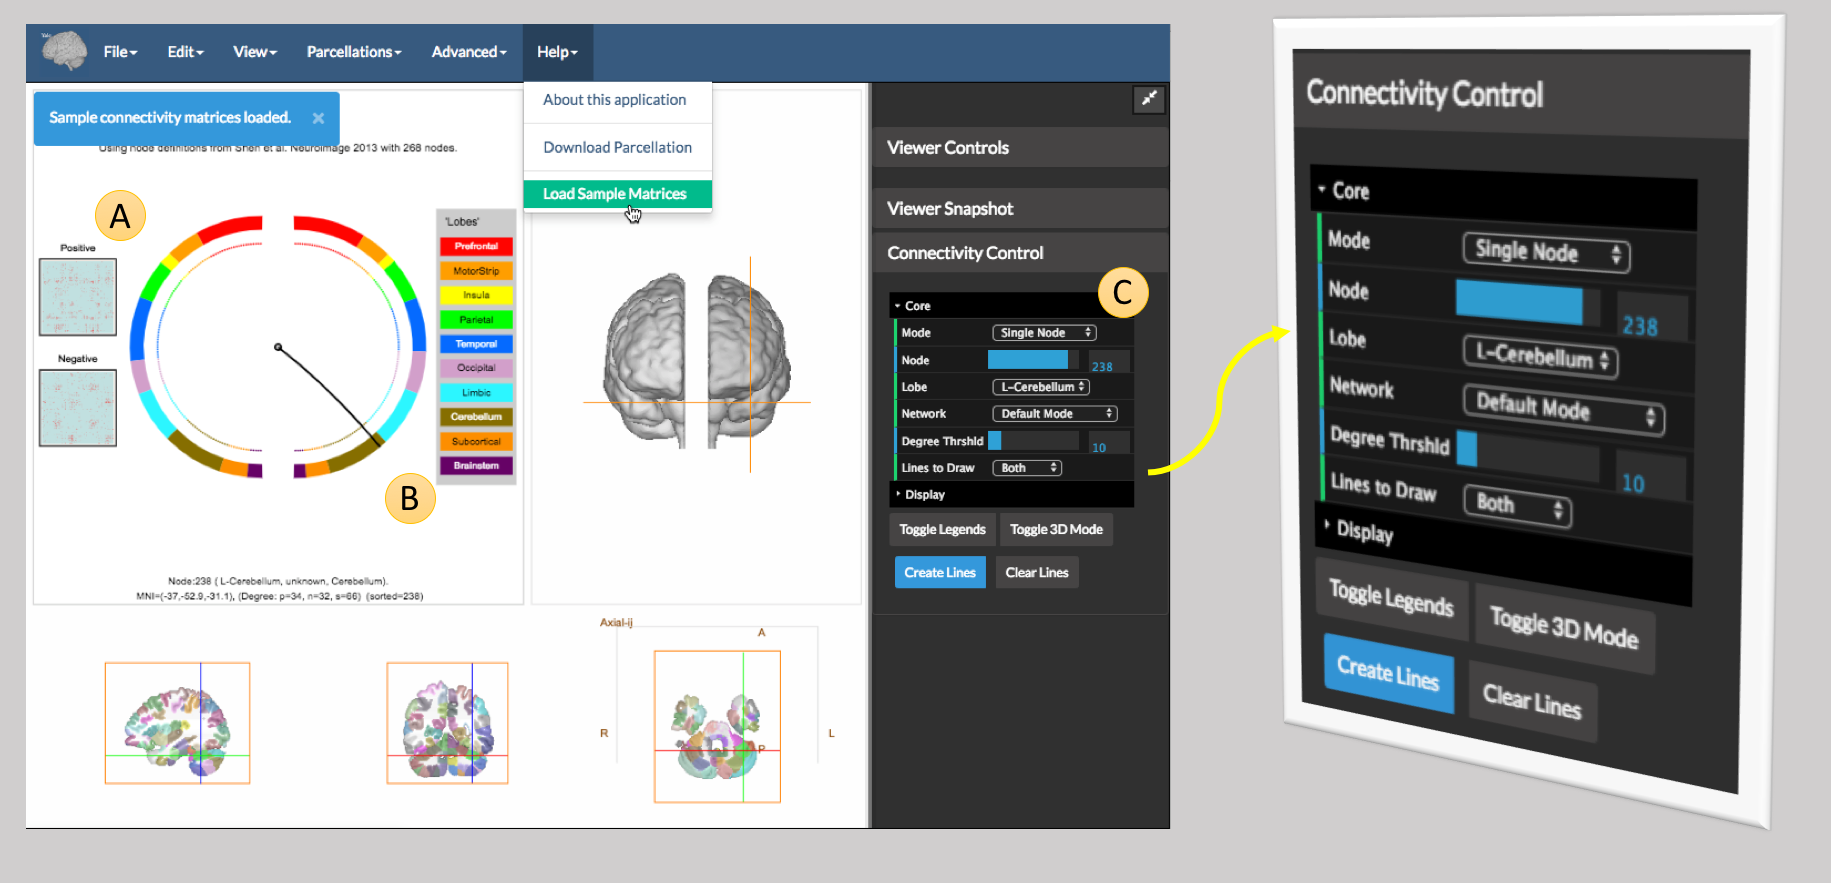 Yale
File
Edit
View
Parcellations
Advanced
Help
About this application
Download Parcellation
Load Sample Matrices
Sample connectivity matrices loaded. ×
Using node definitions from Shen et al. NeuroImage 2013 with 268 nodes.
A
Positive
Negative
B
'Lobes'
Prefrontal
MotorStrip
Insula
Parietal
Temporal
Occipital
Limbic
Cerebellum
Subcortical
Brainstem
Node:238 ( L-Cerebellum, unknown, Cerebellum).
MNI=(-37,-52.9,-31.1), (Degree: p=34, n=32, s=66) (sorted=238)
Axial-ij
A
R
L
P
Viewer Controls
Viewer Snapshot
Connectivity Control
C
Core
Mode Single Node
Node 238
Lobe L-Cerebellum
Network Default Mode
Degree Thrshld 10
Lines to Draw Both
Display
Toggle Legends Toggle 3D Mode
Create Lines Clear Lines
Connectivity Control
Core
Mode Single Node
Node 238
Lobe L-Cerebellum
Network Default Mode
Degree Thrshld 10
Lines to Draw Both
Display
Toggle Legends Toggle 3D Mode
Create Lines Clear Lines